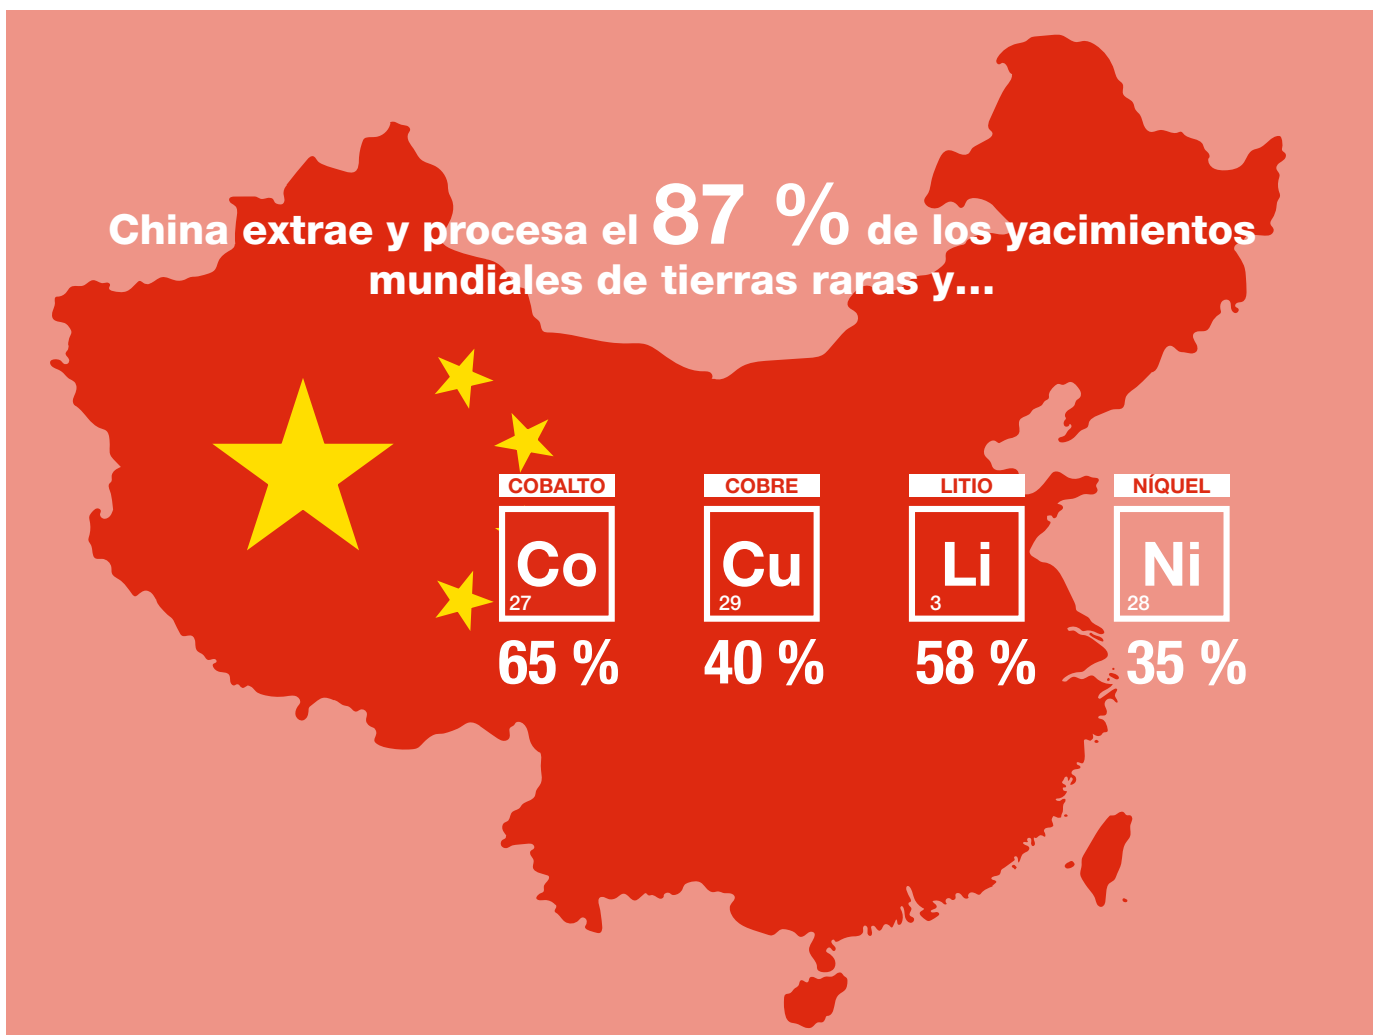 China extrae y procesa el 87 % de los yacimientos
mundiales de tierras raras y...
COBALTO
Co
27
65 %
COBRE
Cu
29
40 %
LITIO
Li
3
58 %
NÍQUEL
Ni
28
35 %